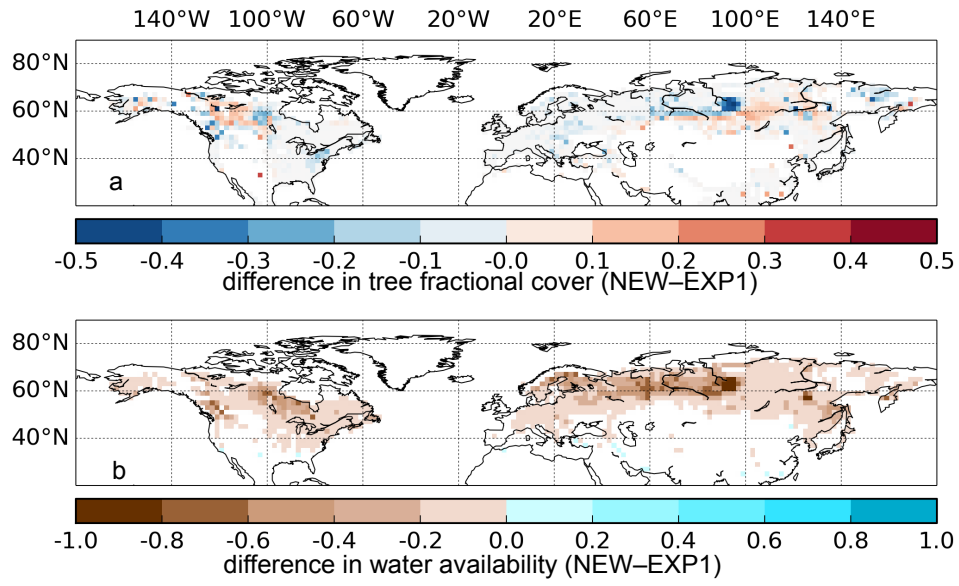 140°W 100°W 60°W 20°W 20°E 60°E 100°E 140°E
80°N
60°N
40°N
a
-0.5 -0.4 -0.3 -0.2 -0.1 -0.0 0.1 0.2 0.3 0.4 0.5
difference in tree fractional cover (NEW–EXP1)
80°N
60°N
40°N
b
-1.0 -0.8 -0.6 -0.4 -0.2 0.0 0.2 0.4 0.6 0.8 1.0
difference in water availability (NEW–EXP1)